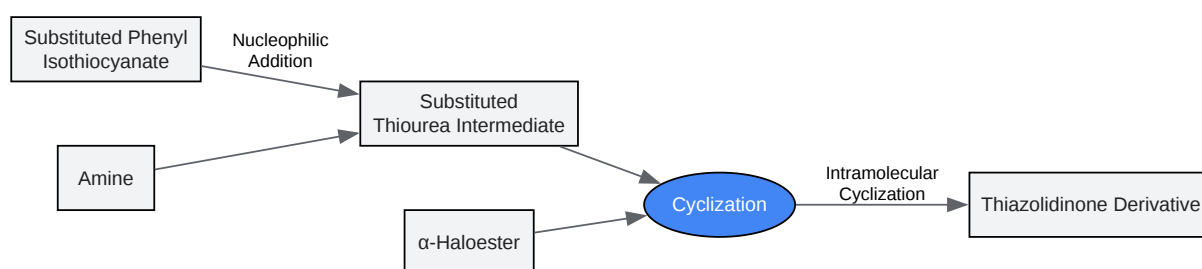 Substituted Phenyl
Isothiocyanate
Nucleophilic
Addition
Amine
Substituted
Thiourea Intermediate
α-Haloester
Cyclization
Intramolecular
Cyclization
Thiazolidinone Derivative